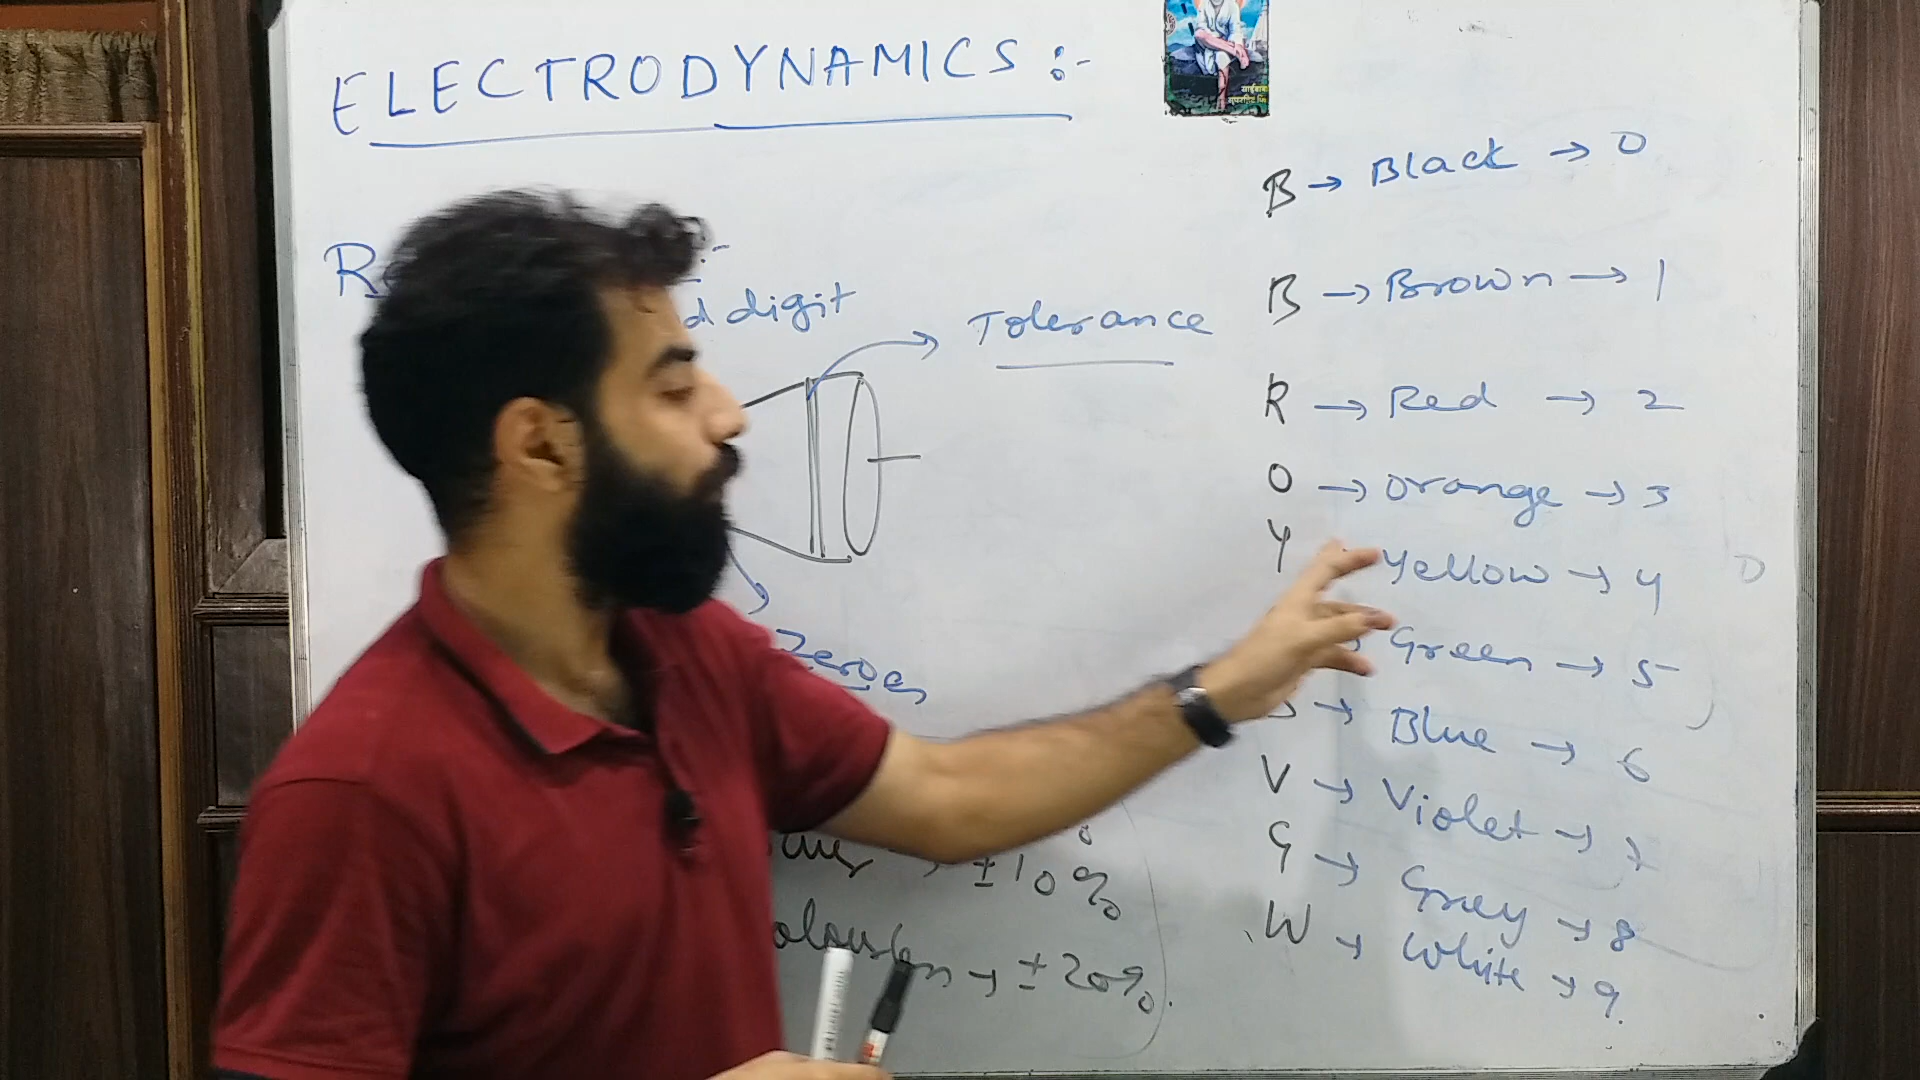 ELECTRODYNAMICS :-
d digit
Tolerance
Zeroes
→ ±10%
→ ±20%.
B → Black → 0
B → Brown → 1
R → Red → 2
O → Orange → 3
Y Yellow → 4
Green → 5
→ Blue → 6
V → Violet → 7
G → Grey → 8
W → White → 9